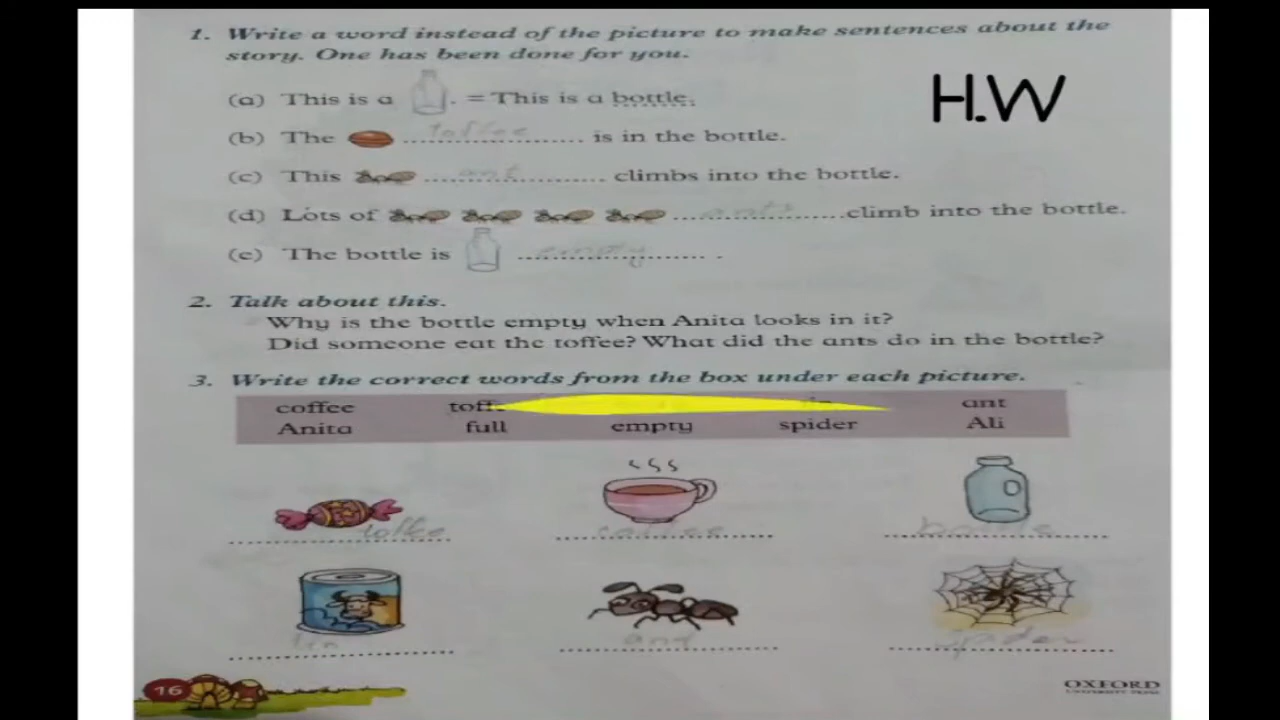 1. Write a word instead of the picture to make sentences about the
story. One has been done for you.
H.W
(a) This is a . = This is a bottle.
(b) The toffee is in the bottle.
(c) This ant climbs into the bottle.
(d) Lots of ants climb into the bottle.
(e) The bottle is empty .
2. Talk about this.
Why is the bottle empty when Anita looks in it?
Did someone eat the toffee? What did the ants do in the bottle?
3. Write the correct words from the box under each picture.
coffee ant
Anita full empty spider Ali
toffee coffee bottle
tin spider
16
OXFORD
UNIVERSITY PRESS